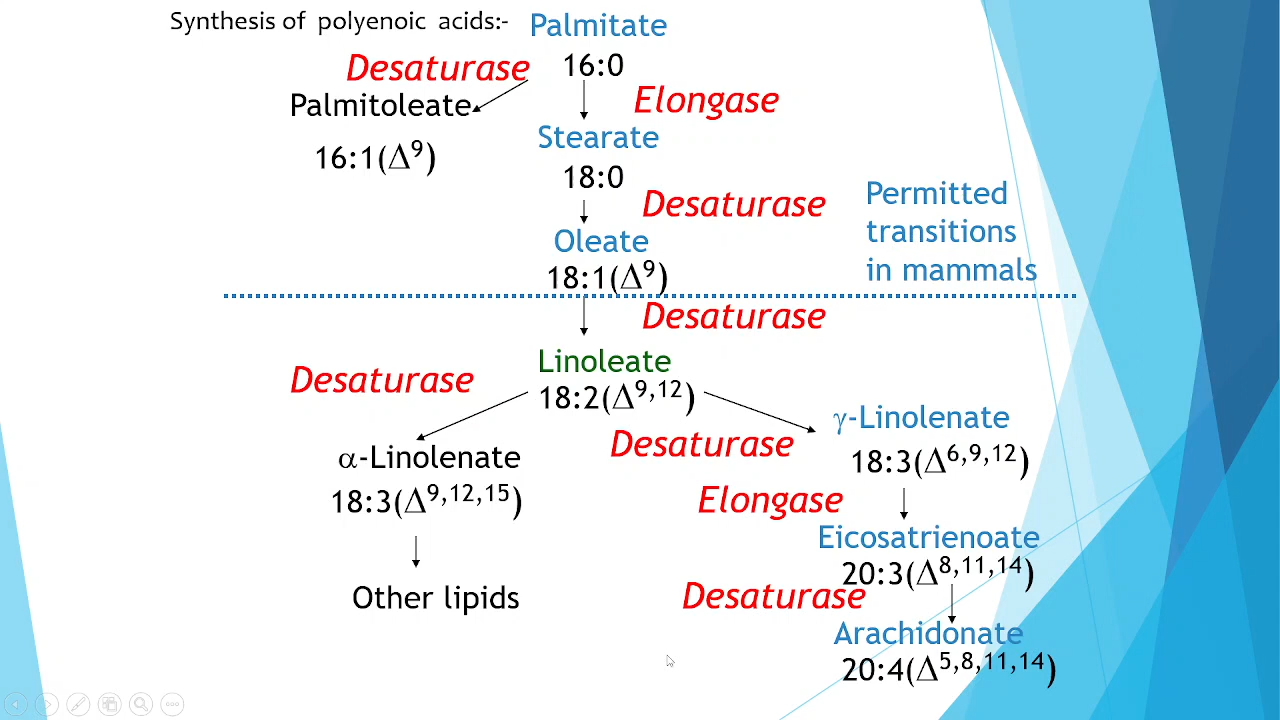 Synthesis of polyenoic acids:-
Palmitate
Desaturase
16:0
Palmitoleate
Elongase
16:1(Δ⁹)
Stearate
18:0
Desaturase
Permitted
transitions
in mammals
Oleate
18:1(Δ⁹)
Desaturase
Linoleate
Desaturase
18:2(Δ⁹,¹²)
γ-Linolenate
Desaturase
18:3(Δ⁶,⁹,¹²)
α-Linolenate
18:3(Δ⁹,¹²,¹⁵)
Elongase
Eicosatrienoate
20:3(Δ⁸,¹¹,¹⁴)
Other lipids
Desaturase
Arachidonate
20:4(Δ⁵,⁸,¹¹,¹⁴)